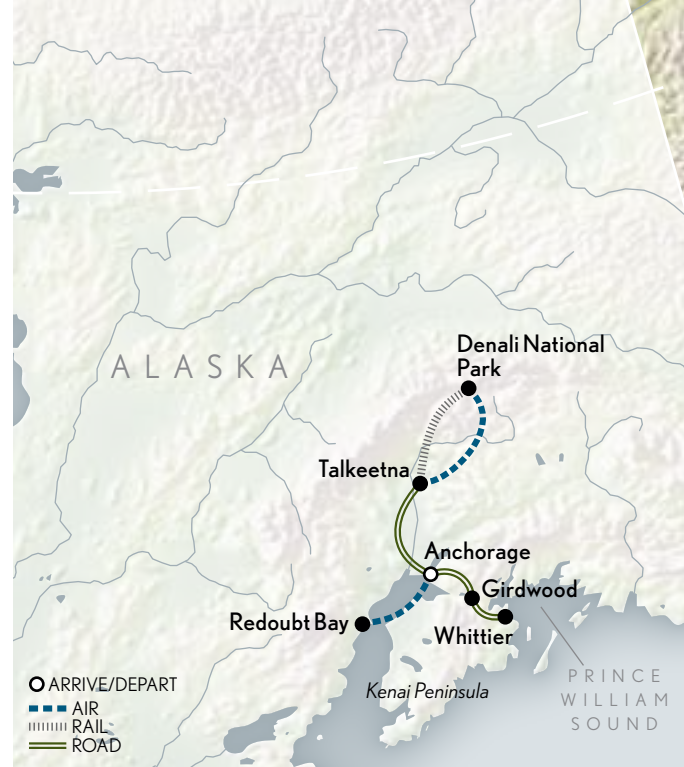 Denali National
Park
ALASKA
Talkeetna
Anchorage
Girdwood
Redoubt Bay
Whittier
PRINCE
WILLIAM
SOUND
Kenai Peninsula
ARRIVE/DEPART
AIR
RAIL
ROAD